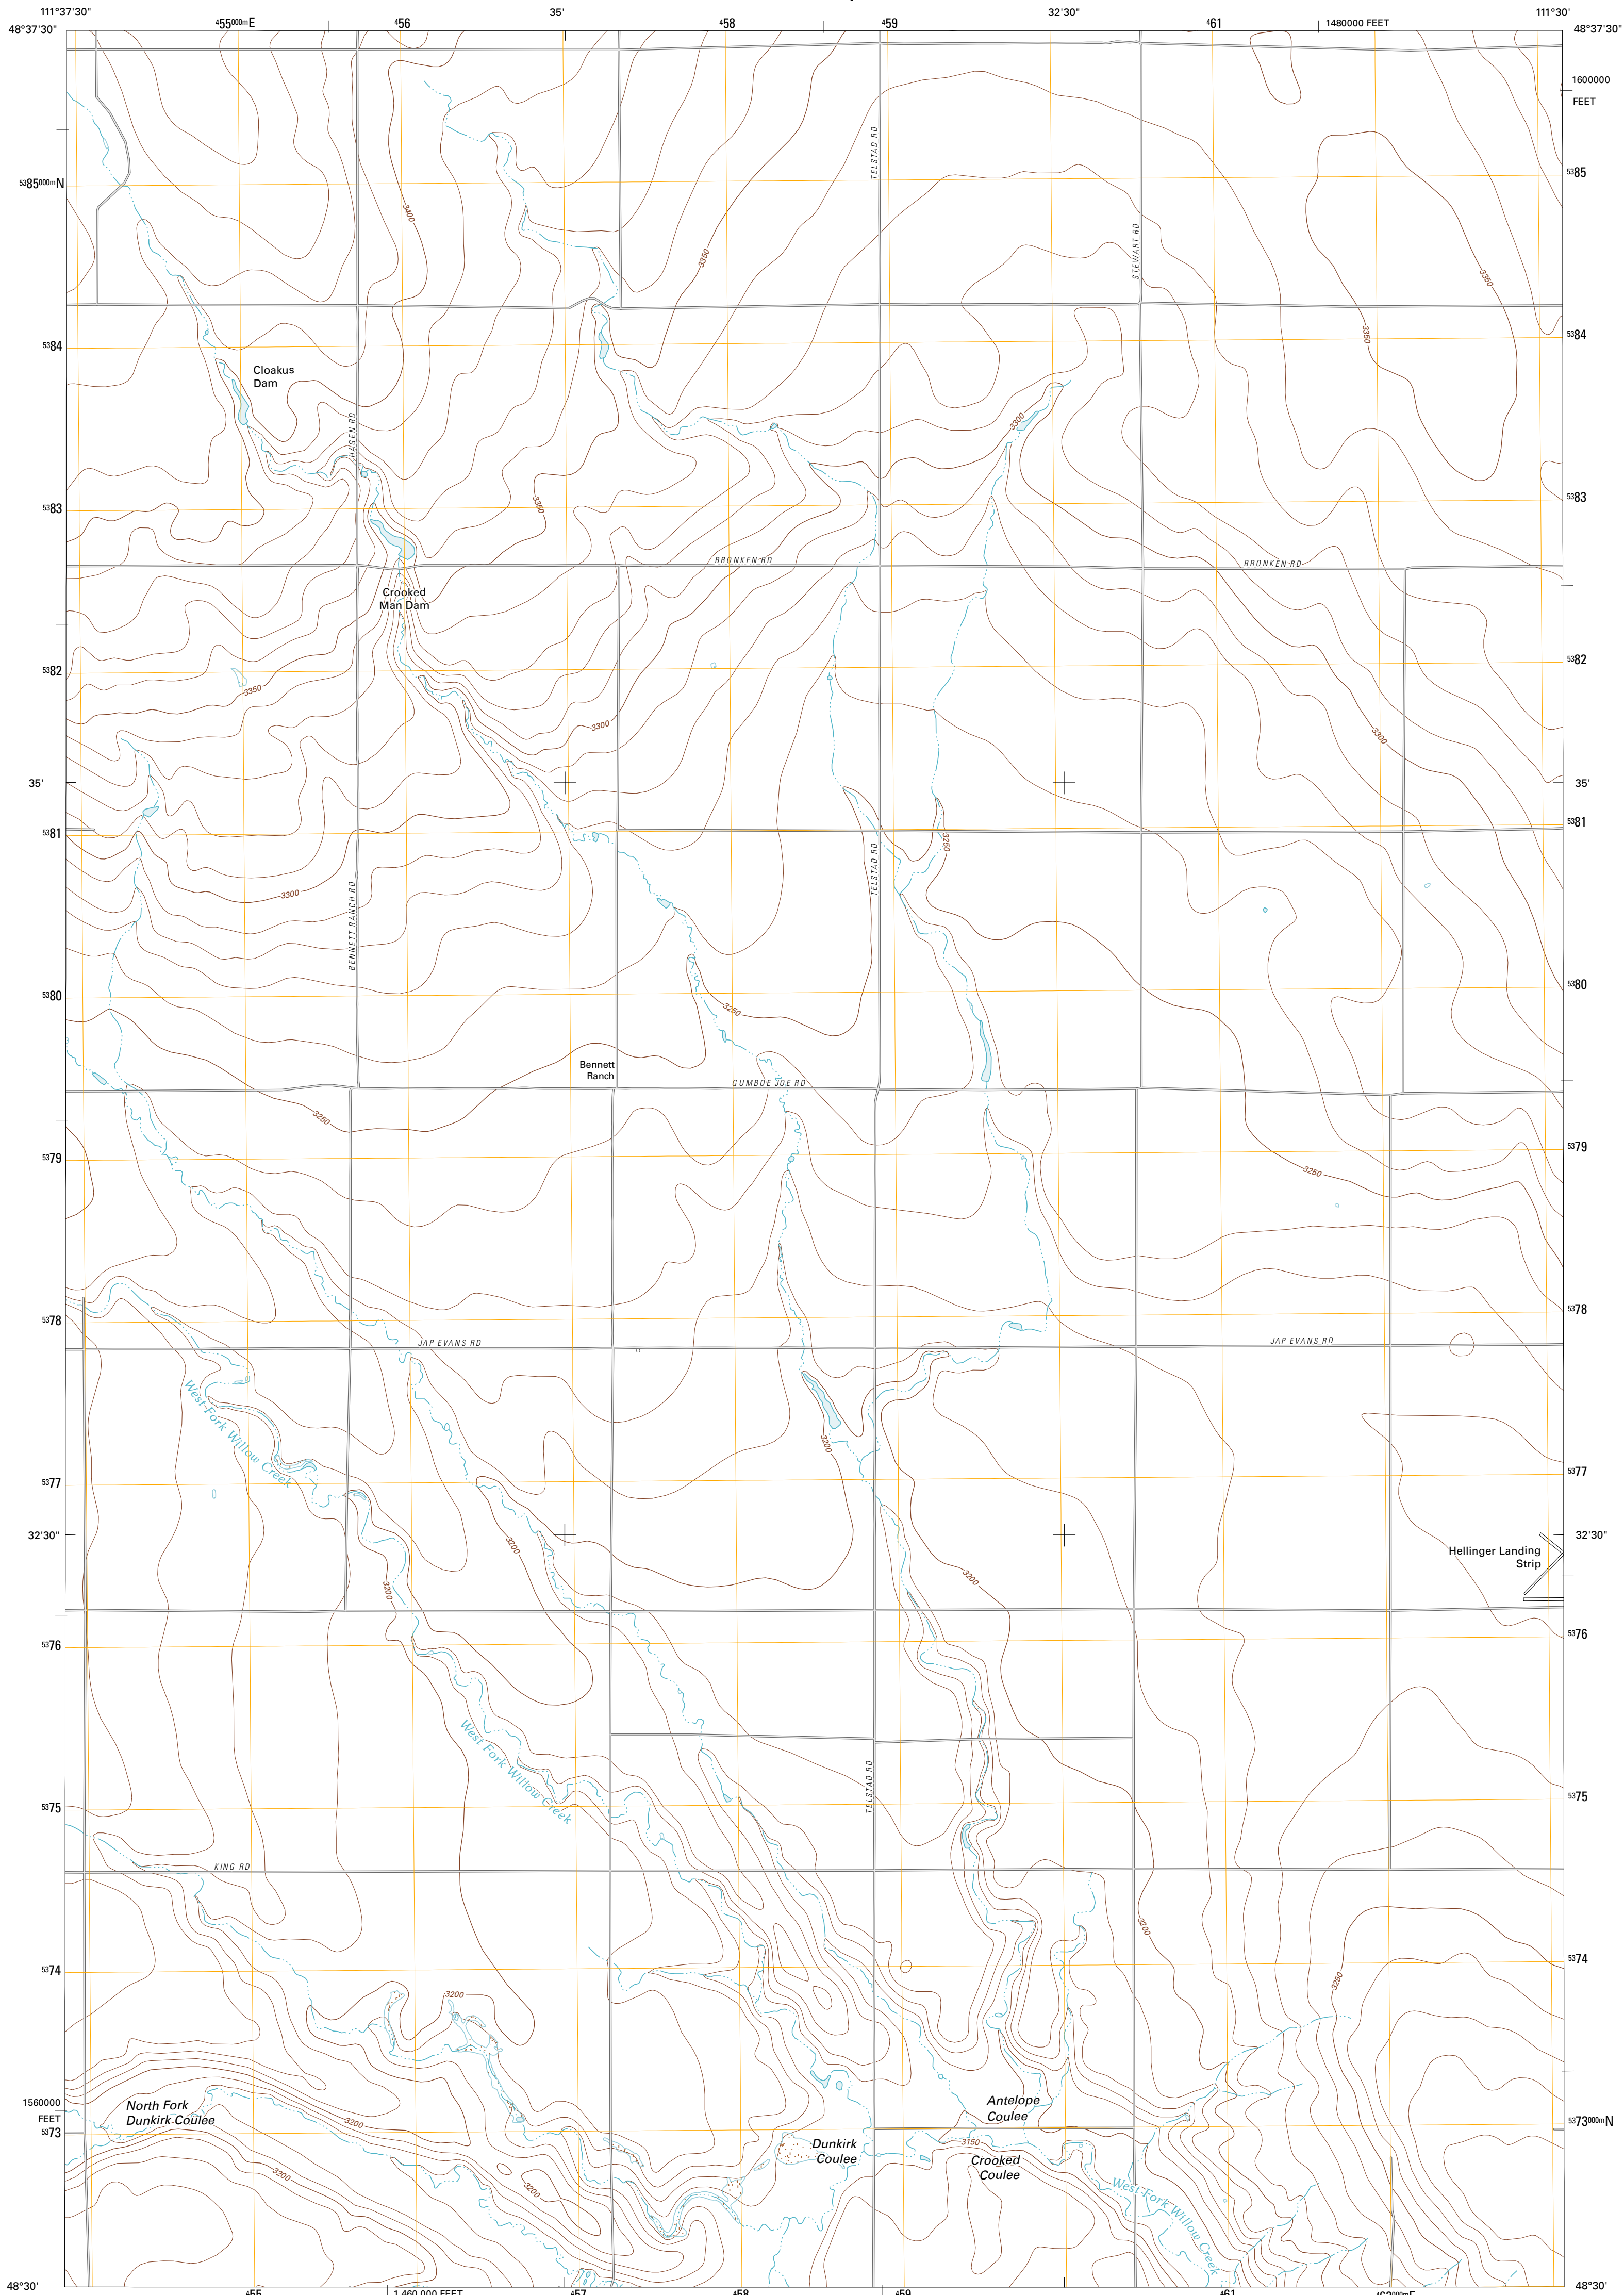 111°37'30" 455000mE 456 35' 458 459 32'30" 461 1480000 FEET 111°30'
48°37'30" 48°37'30"
1600000
FEET
TELSTAD RD
5385000mN 5385
3400
STEWART RD
3350
3350
3350
5384 5384
Cloakus
Dam
HAGEN RD
3300
5383 3350 5383
BRONKEN RD BRONKEN RD
Crooked
Man Dam
5382 5382
3350
3300 3300
35' 35'
5381 5381
3250
TELSTAD RD
3300
BENNETT RANCH RD
5380 5380
3250
Bennett
Ranch
GUMBOE JOE RD
3250
5379 5379
3250
5378 5378
JAP EVANS RD JAP EVANS RD
West Fork Willow Creek
3200
5377 5377
32'30" 32'30"
3200
Hellinger Landing
Strip
3200 3200
5376 5376
West Fork Willow Creek
TELSTAD RD
5375 5375
KING RD
3200
5374 5374
3250
3200
1560000
FEET
North Fork
Dunkirk Coulee
Antelope
Coulee
3200
5373 5373000mN
Dunkirk
Coulee
3150
Crooked
Coulee
3200
3200
West Fork Willow Creek
48°30' 48°30'
455 1 460 000 FEET 457 458 459 461